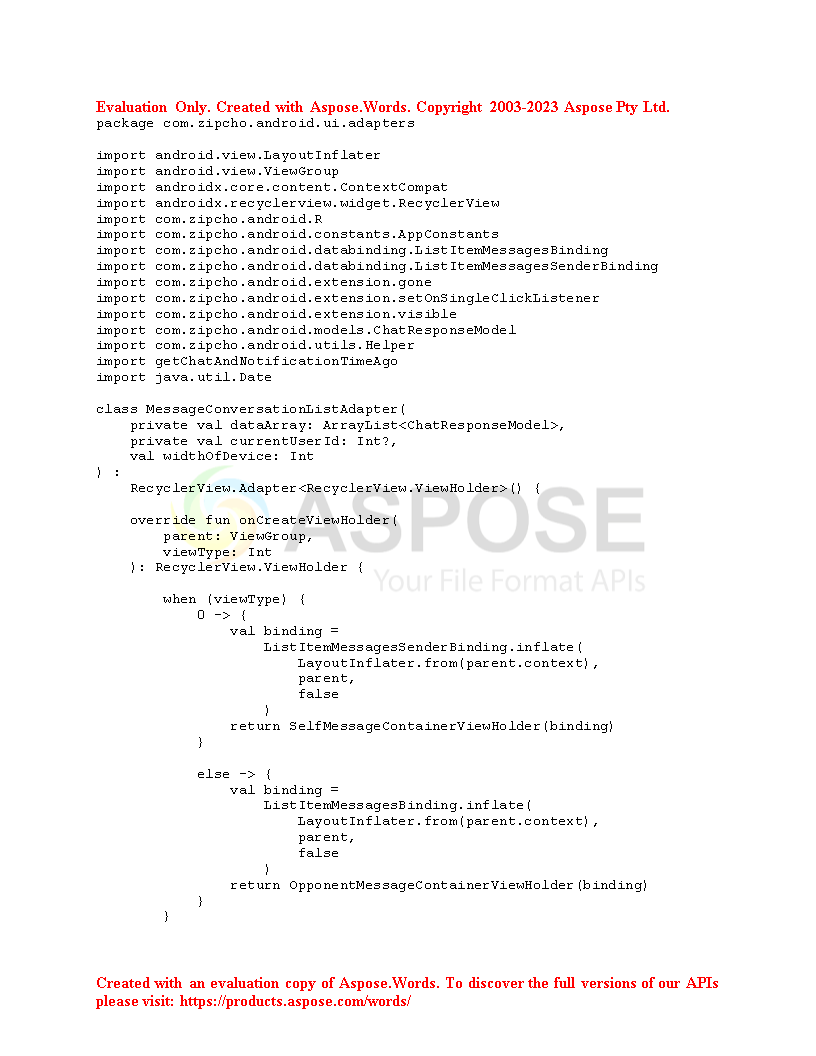 Evaluation Only. Created with Aspose.Words. Copyright 2003-2023 Aspose Pty Ltd.
package com.zipcho.android.ui.adapters

import android.view.LayoutInflater
import android.view.ViewGroup
import androidx.core.content.ContextCompat
import androidx.recyclerview.widget.RecyclerView
import com.zipcho.android.R
import com.zipcho.android.constants.AppConstants
import com.zipcho.android.databinding.ListItemMessagesBinding
import com.zipcho.android.databinding.ListItemMessagesSenderBinding
import com.zipcho.android.extension.gone
import com.zipcho.android.extension.setOnSingleClickListener
import com.zipcho.android.extension.visible
import com.zipcho.android.models.ChatResponseModel
import com.zipcho.android.utils.Helper
import getChatAndNotificationTimeAgo
import java.util.Date

class MessageConversationListAdapter(
    private val dataArray: ArrayList<ChatResponseModel>,
    private val currentUserId: Int?,
    val widthOfDevice: Int
) :
    RecyclerView.Adapter<RecyclerView.ViewHolder>() {

ASPOSE
    override fun onCreateViewHolder(
        parent: ViewGroup,
        viewType: Int
    ): RecyclerView.ViewHolder {
Your File Format APIs

        when (viewType) {
            0 -> {
                val binding =
                    ListItemMessagesSenderBinding.inflate(
                        LayoutInflater.from(parent.context),
                        parent,
                        false
                    )
                return SelfMessageContainerViewHolder(binding)
            }

            else -> {
                val binding =
                    ListItemMessagesBinding.inflate(
                        LayoutInflater.from(parent.context),
                        parent,
                        false
                    )
                return OpponentMessageContainerViewHolder(binding)
            }
        }

Created with an evaluation copy of Aspose.Words. To discover the full versions of our APIs
please visit: https://products.aspose.com/words/